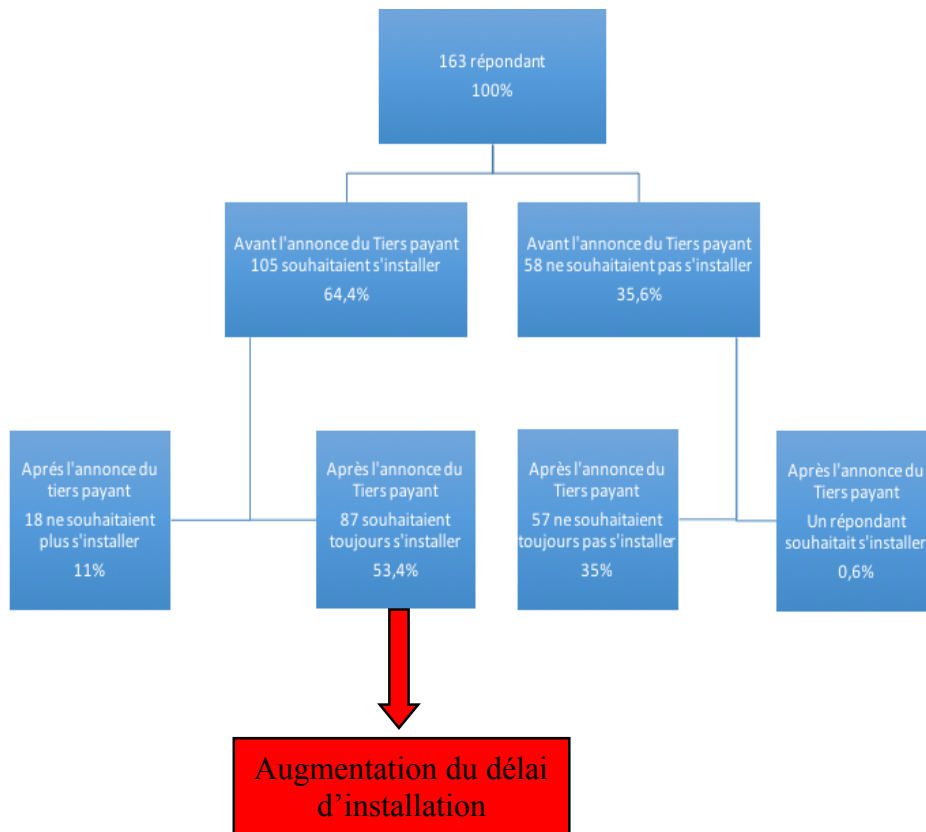 163 répondant
100%
Avant l'annonce du Tiers payant
105 souhaitaient s'installer
64,4%
Avant l'annonce du Tiers payant
58 ne souhaitaient pas s'installer
35,6%
Aprés l'annonce du
tiers payant
18 ne souhaitaient
plus s'installer
11%
Après l'annonce du
Tiers payant
87 souhaitaient
toujours s'installer
53,4%
Après l'annonce du
Tiers payant
57 ne souhaitaient
toujours pas s'installer
35%
Après l'annonce du
Tiers payant
Un répondant
souhaitait s'installer
0,6%
Augmentation du délai
d’installation